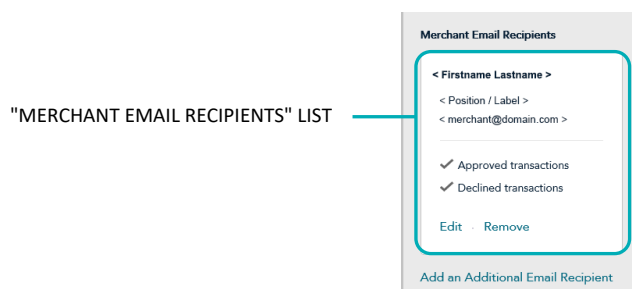 Merchant Email Recipients
"MERCHANT EMAIL RECIPIENTS" LIST
< Firstname Lastname >
< Position / Label >
< merchant@domain.com >
Approved transactions
Declined transactions
Edit · Remove
Add an Additional Email Recipient